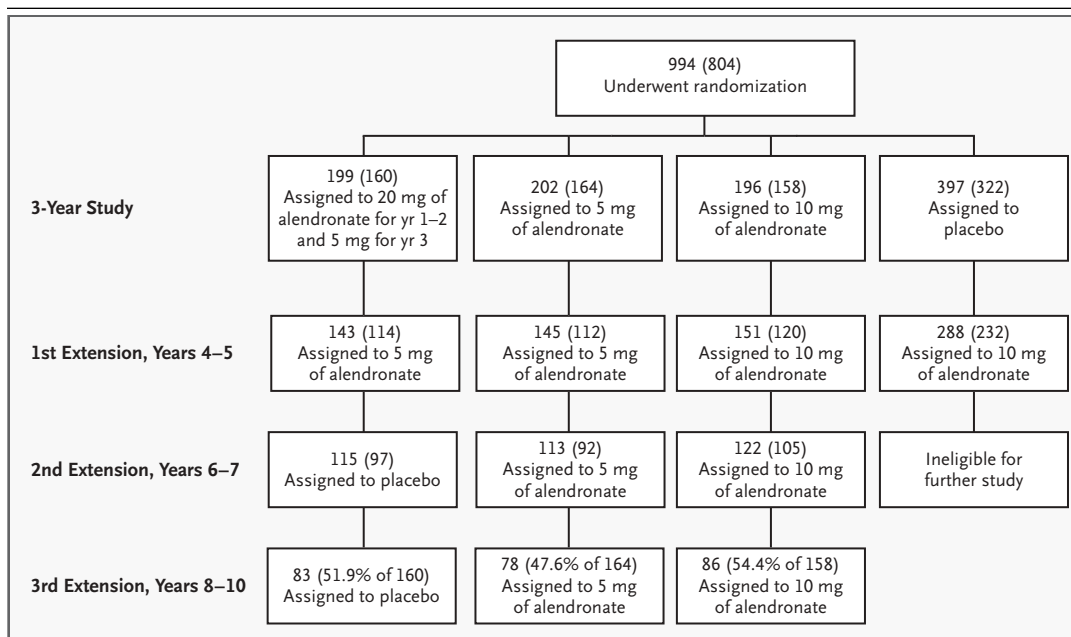 994 (804)
Underwent randomization
3-Year Study
199 (160)
Assigned to 20 mg of
alendronate for yr 1–2
and 5 mg for yr 3
202 (164)
Assigned to 5 mg
of alendronate
196 (158)
Assigned to 10 mg
of alendronate
397 (322)
Assigned to
placebo
1st Extension, Years 4–5
143 (114)
Assigned to 5 mg
of alendronate
145 (112)
Assigned to 5 mg
of alendronate
151 (120)
Assigned to 10 mg
of alendronate
288 (232)
Assigned to 10 mg
of alendronate
2nd Extension, Years 6–7
115 (97)
Assigned to placebo
113 (92)
Assigned to 5 mg
of alendronate
122 (105)
Assigned to 10 mg
of alendronate
Ineligible for
further study
3rd Extension, Years 8–10
83 (51.9% of 160)
Assigned to placebo
78 (47.6% of 164)
Assigned to 5 mg
of alendronate
86 (54.4% of 158)
Assigned to 10 mg
of alendronate